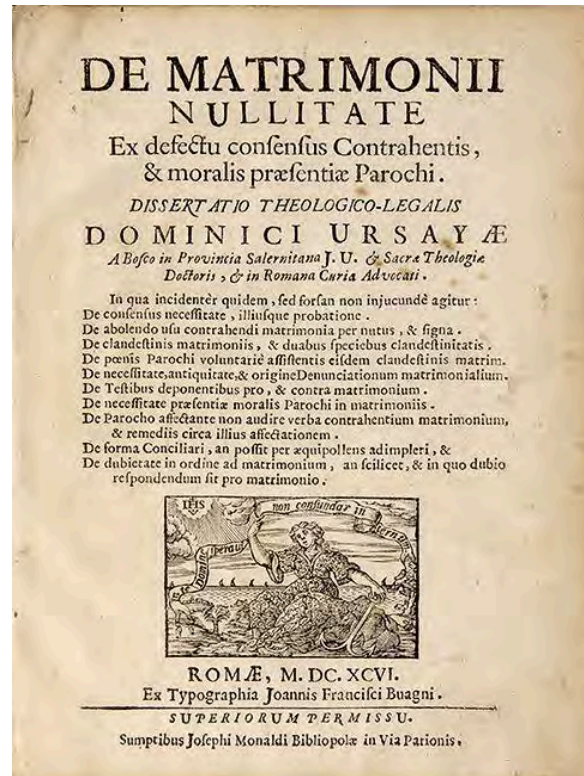 DE MATRIMONII
NULLITATE
Ex defectu conſenſus Contrahentis,
& moralis præſentiæ Parochi.
DISSERTATIO THEOLOGICO-LEGALIS
DOMINICI URSAYÆ
A Boſco in Provincia Salernitana J. U. & Sacræ Theologiæ
Doctoris, & in Romana Curia Advocati.
In qua incidentèr quidem, ſed forſan non injucundè agitur:
De conſenſus neceſſitate, illiuſque probatione.
De abolendo uſu contrahendi matrimonia per nutus, & ſigna.
De clandeſtinis matrimoniis, & duabus ſpeciebus clandeſtinitatis.
De pœnis Parochi voluntariè aſſiſtentis eiſdem clandeſtinis matrim.
De neceſſitate, antiquitate, & origine Denunciationum matrimonialium.
De Teſtibus deponentibus pro, & contra matrimonium.
De neceſſitate præſentiæ moralis Parochi in matrimoniis.
De Parocho affectante non audire verba contrahentium matrimonium,
& remediis circa illius affectationem.
De forma Conciliari, an poſſit per æquipollens adimpleri, &
De dubietate in ordine ad matrimonium, an ſcilicet, & in quo dubio
reſpondendum ſit pro matrimonio.
IHS
Domine ſperavi
non confundar in
æternum
ROMÆ, M. DC. XCVI.
Ex Typographia Joannis Franciſci Buagni.
SUPERIORUM PERMISSU.
Sumptibus Joſephi Monaldi Bibliopolæ in Via Parionis.